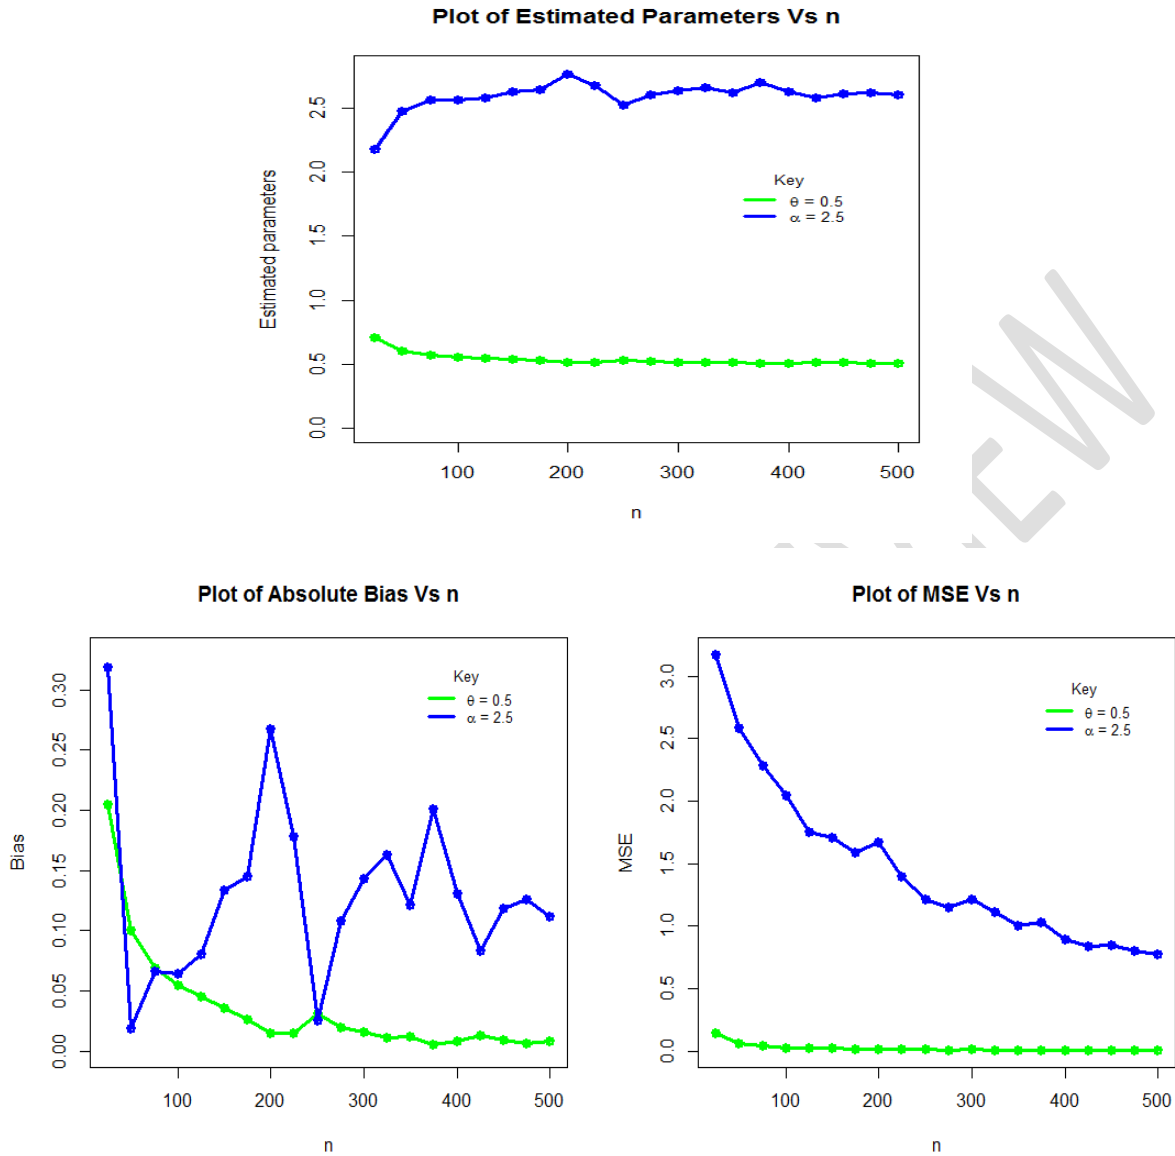 Plot of Estimated Parameters Vs n
Estimated parameters
0.0 0.5 1.0 1.5 2.0 2.5
Key
θ = 0.5
α = 2.5
100 200 300 400 500
n
Plot of Absolute Bias Vs n
Bias
0.00 0.05 0.10 0.15 0.20 0.25 0.30
Key
θ = 0.5
α = 2.5
100 200 300 400 500
n
Plot of MSE Vs n
MSE
0.0 0.5 1.0 1.5 2.0 2.5 3.0
Key
θ = 0.5
α = 2.5
100 200 300 400 500
n